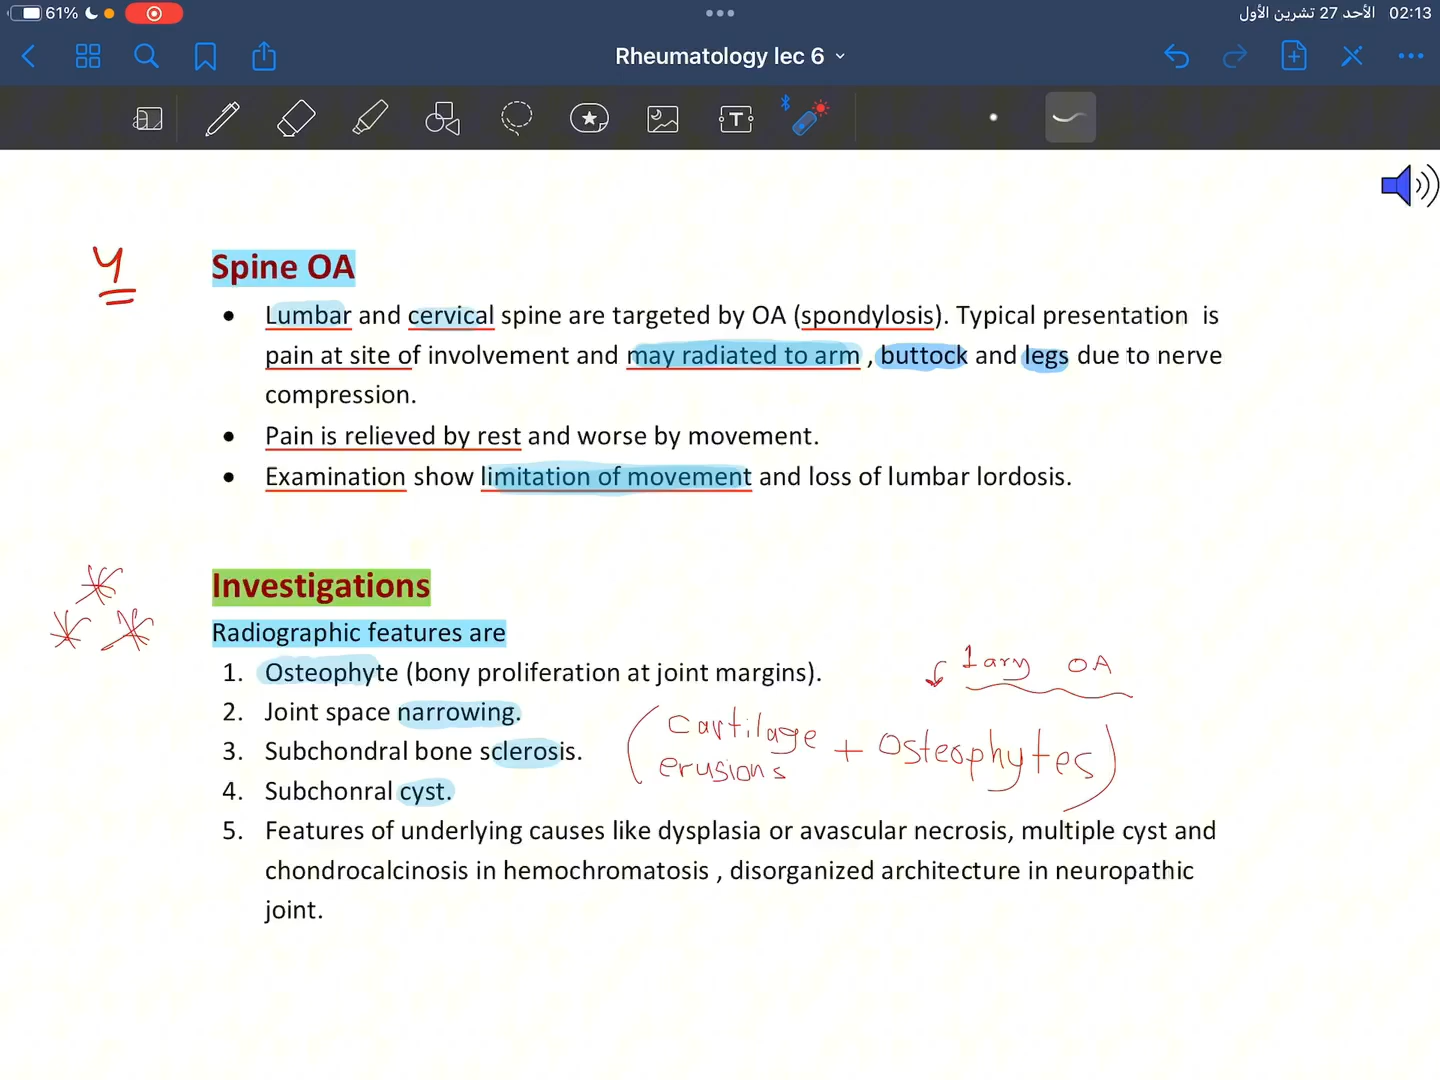 61%
02:13 الأحد 27 تشرين الأول
Rheumatology lec 6
T
4
Spine OA
• Lumbar and cervical spine are targeted by OA (spondylosis). Typical presentation is
pain at site of involvement and may radiated to arm , buttock and legs due to nerve
compression.
• Pain is relieved by rest and worse by movement.
• Examination show limitation of movement and loss of lumbar lordosis.
Investigations
Radiographic features are
1. Osteophyte (bony proliferation at joint margins).
1ary OA
2. Joint space narrowing.
(cartilage + Osteophytes)
erusions
3. Subchondral bone sclerosis.
4. Subchonral cyst.
5. Features of underlying causes like dysplasia or avascular necrosis, multiple cyst and
chondrocalcinosis in hemochromatosis , disorganized architecture in neuropathic
joint.